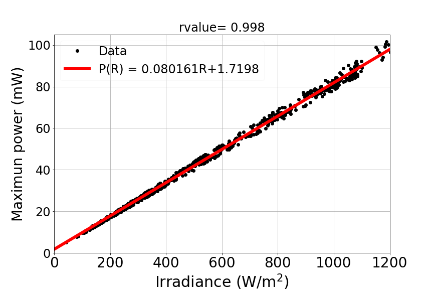 rvalue= 0.998
Data
P(R) = 0.080161R+1.7198
Maximun power (mW)
100
80
60
40
20
0
0 200 400 600 800 1000 1200
Irradiance (W/m²)